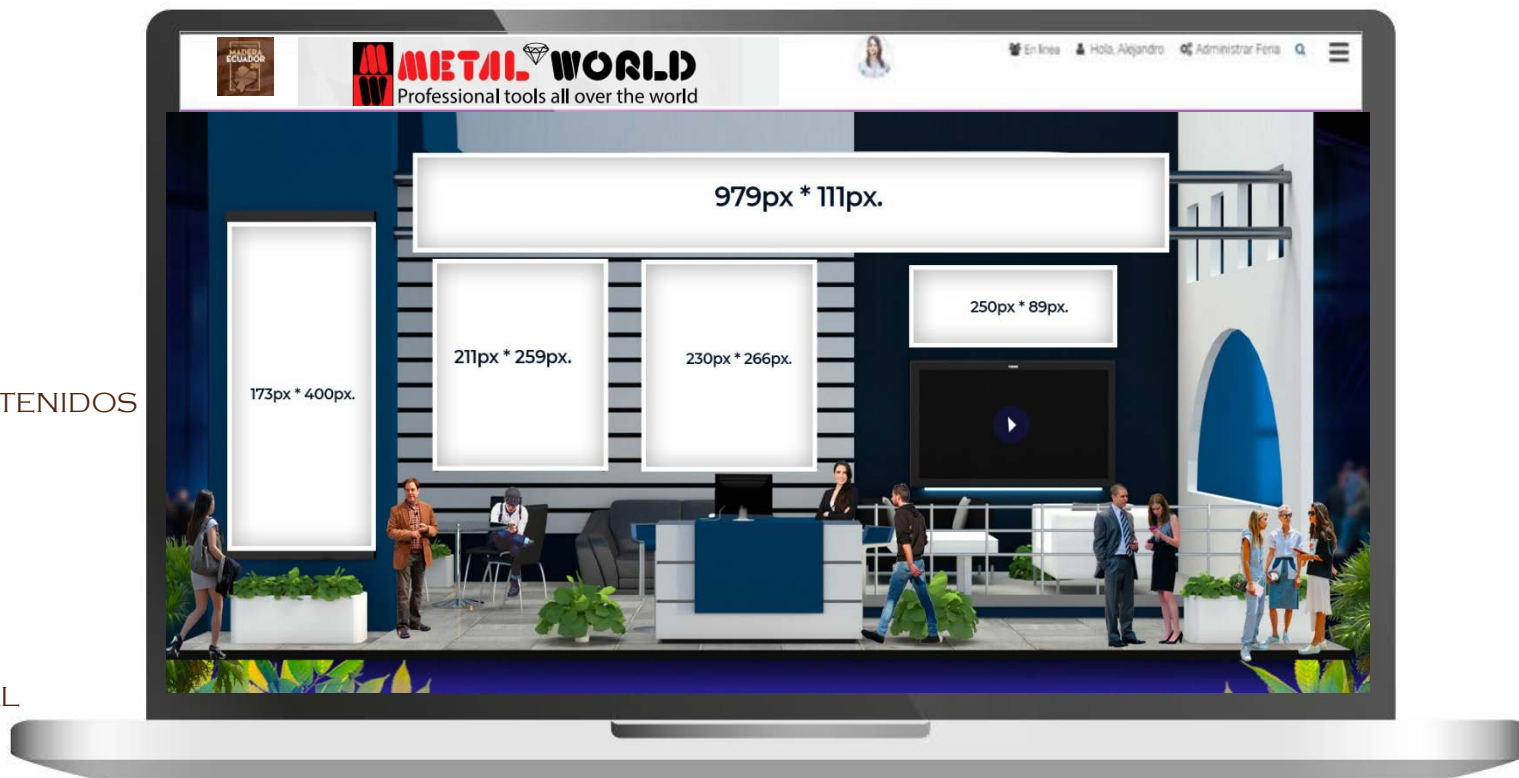 MADERA
ECUADOR
METAL WORLD
Professional tools all over the world
En línea
Hola, Alejandro
Administrar Feria
979px * 111px.
250px * 89px.
211px * 259px.
230px * 266px.
173px * 400px.
TENIDOS
L